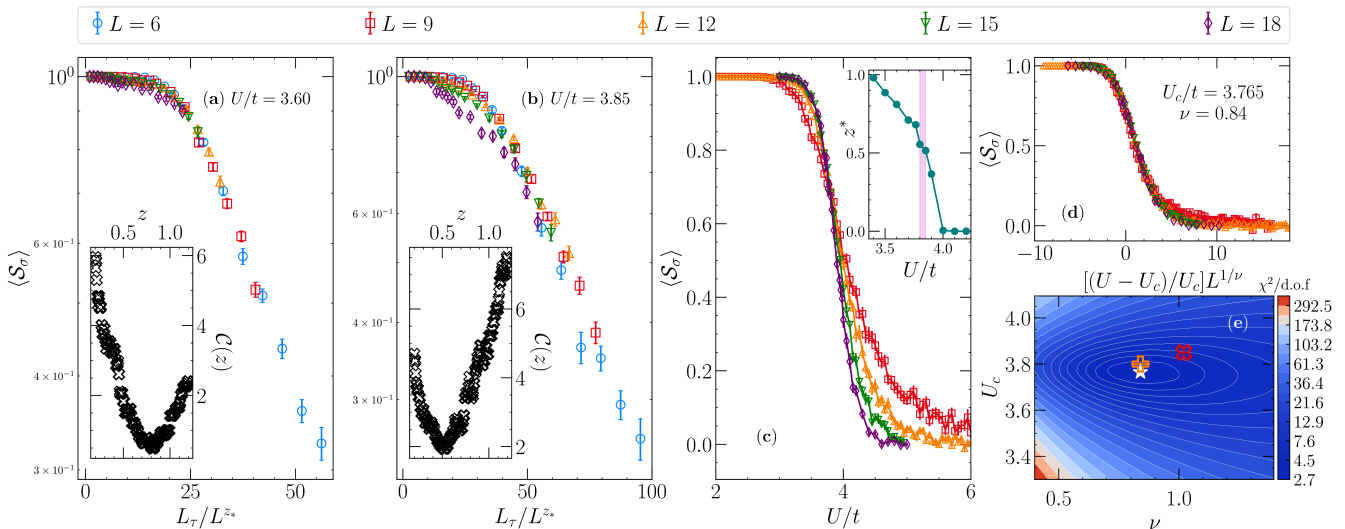 L = 6
L = 9
L = 12
L = 15
L = 18
10⁰
6 × 10⁻¹
4 × 10⁻¹
3 × 10⁻¹
⟨S_σ⟩
(a) U/t = 3.60
z
0.5 1.0
6
4
2
C(z)
0 25 50
L_τ/L^{z_*}
10⁰
6 × 10⁻¹
4 × 10⁻¹
3 × 10⁻¹
(b) U/t = 3.85
z
0.5 1.0
6
4
2
C(z)
0 20 40 60 80 100
L_τ/L^{z_*}
1.0
0.8
0.6
0.4
0.2
0.0
⟨S_σ⟩
(c)
2 4 6
U/t
1.0
0.5
0.0
z*
3.5 4.0
U/t
1.0
0.5
0.0
⟨S_σ⟩
U_c/t = 3.765
ν = 0.84
(d)
−10 0 10
[(U − U_c)/U_c]L^{1/ν}
χ²/d.o.f
(e)
4.0
3.8
3.6
3.4
U_c
0.5 1.0
ν
292.5
173.8
103.2
61.3
36.4
21.6
12.9
7.6
4.5
2.7